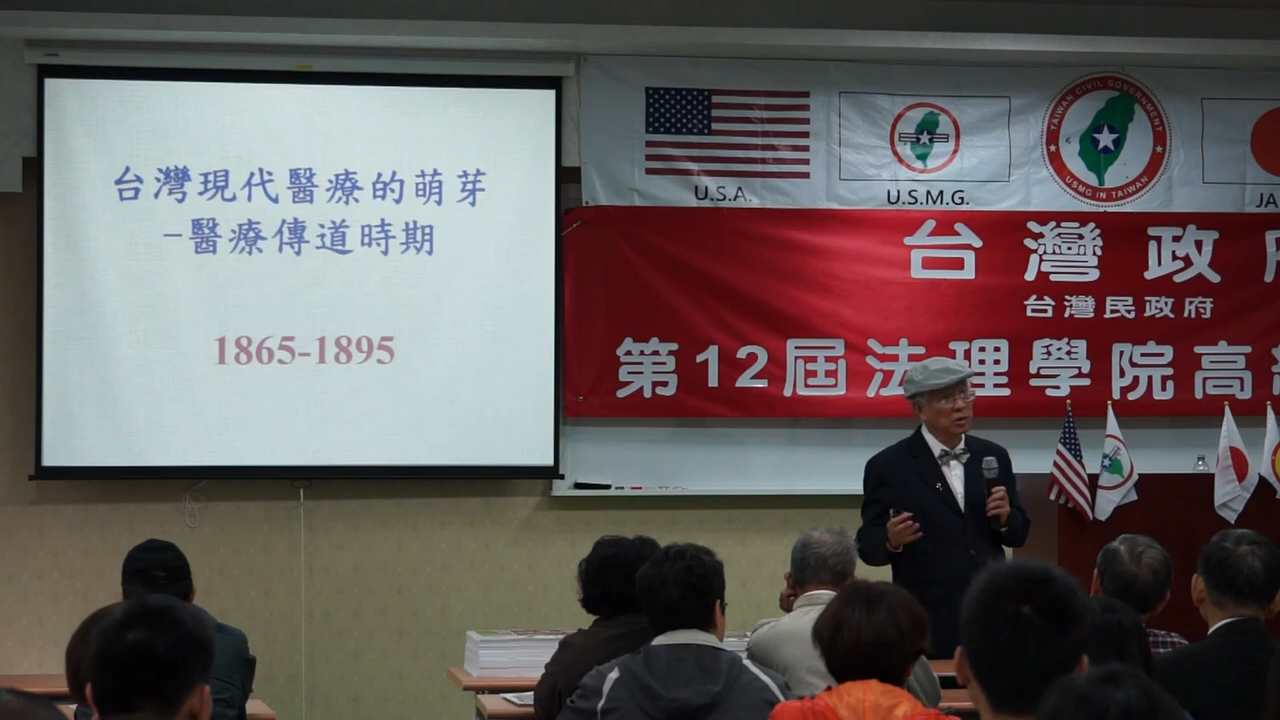 台灣現代醫療的萌芽
-醫療傳道時期
1865-1895
U.S.A.
U.S.M.G.
TAIWAN CIVIL GOVERNMENT
USMG IN TAIWAN
JA
台灣政
台灣民政府
第12屆法理學院高